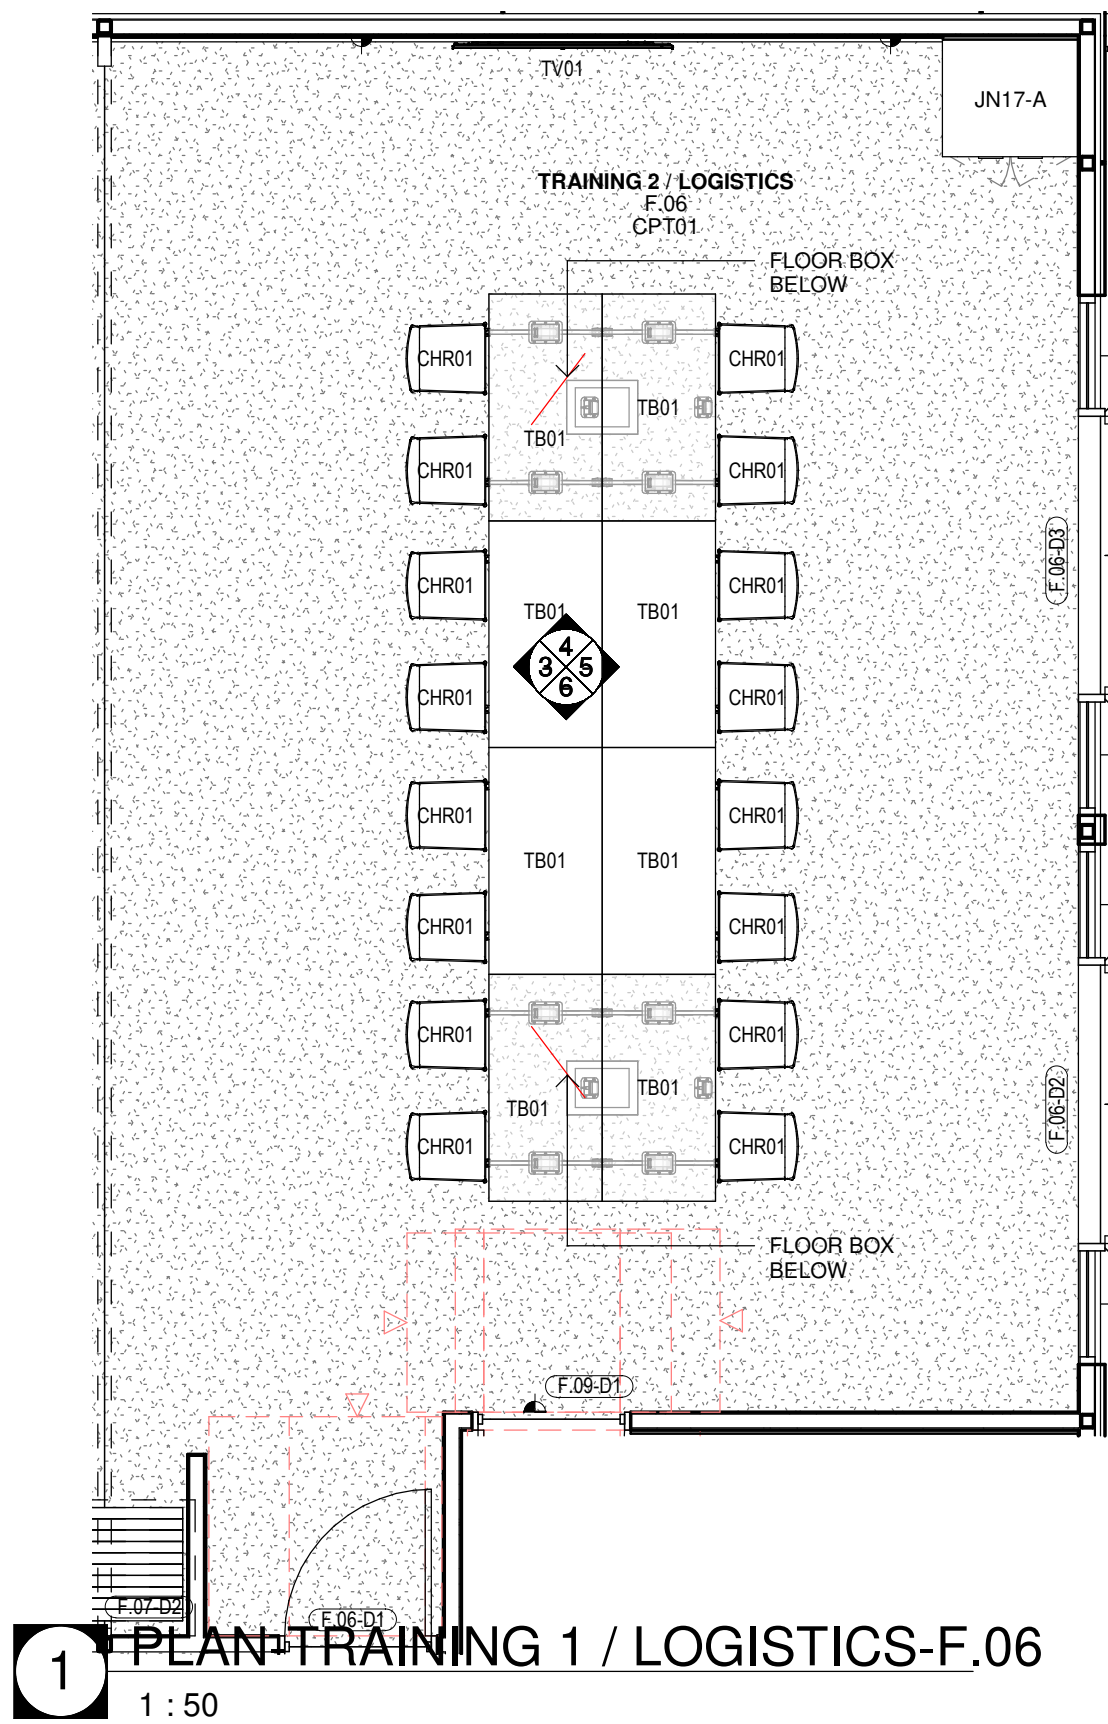 TV01
JN17-A
TRAINING 2 / LOGISTICS
F.06
CPT01
FLOOR BOX
BELOW
CHR01
CHR01
TB01
TB01
CHR01
CHR01
F.06-D3
CHR01
CHR01
TB01
TB01
4
3
5
6
CHR01
CHR01
CHR01
CHR01
TB01
TB01
CHR01
CHR01
CHR01
CHR01
F.06-D2
TB01
TB01
CHR01
CHR01
FLOOR BOX
BELOW
F.09-D1
F.07-D2
F.06-D1
1
PLAN-TRAINING 1 / LOGISTICS-F.06
1 : 50